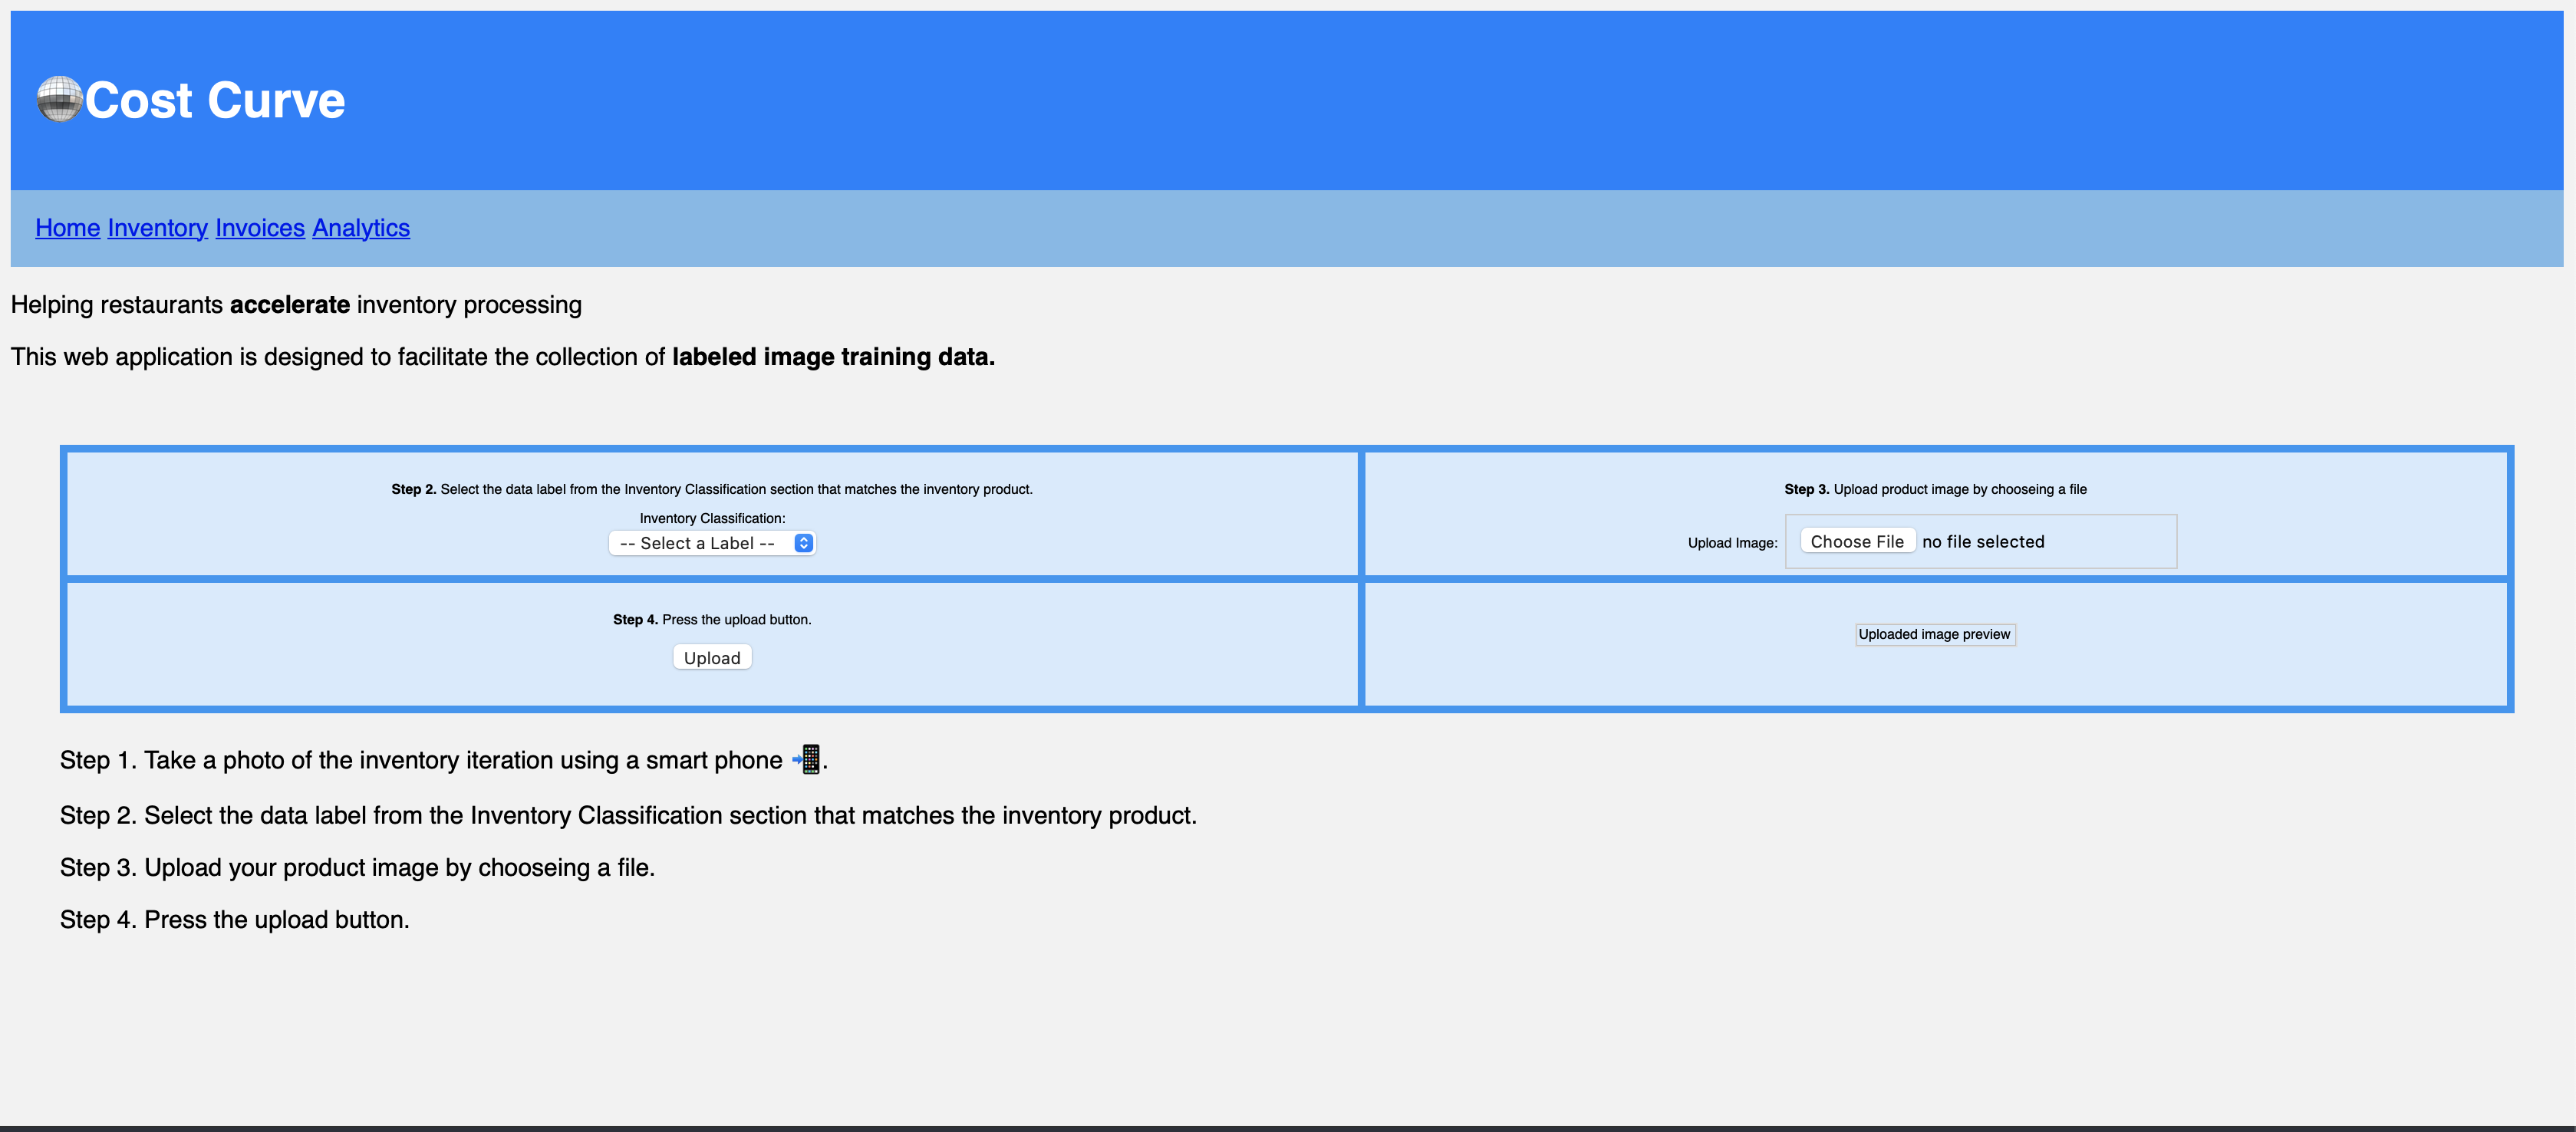 Cost Curve
Home Inventory Invoices Analytics
Helping restaurants accelerate inventory processing
This web application is designed to facilitate the collection of labeled image training data.
Step 2. Select the data label from the Inventory Classification section that matches the inventory product.
Inventory Classification:
-- Select a Label --
Step 3. Upload product image by chooseing a file
Upload Image: Choose File no file selected
Step 4. Press the upload button.
Upload
Uploaded image preview
Step 1. Take a photo of the inventory iteration using a smart phone 📲.
Step 2. Select the data label from the Inventory Classification section that matches the inventory product.
Step 3. Upload your product image by chooseing a file.
Step 4. Press the upload button.